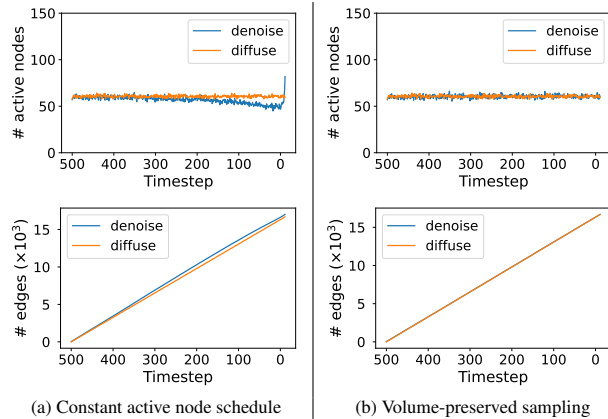 150
100
50
0
# active nodes
denoise
diffuse
500 400 300 200 100 0
Timestep
150
100
50
0
# active nodes
denoise
diffuse
500 400 300 200 100 0
Timestep
15
10
5
0
# edges (×10³)
denoise
diffuse
500 400 300 200 100 0
Timestep
15
10
5
0
# edges (×10³)
denoise
diffuse
500 400 300 200 100 0
Timestep
(a) Constant active node schedule
(b) Volume-preserved sampling